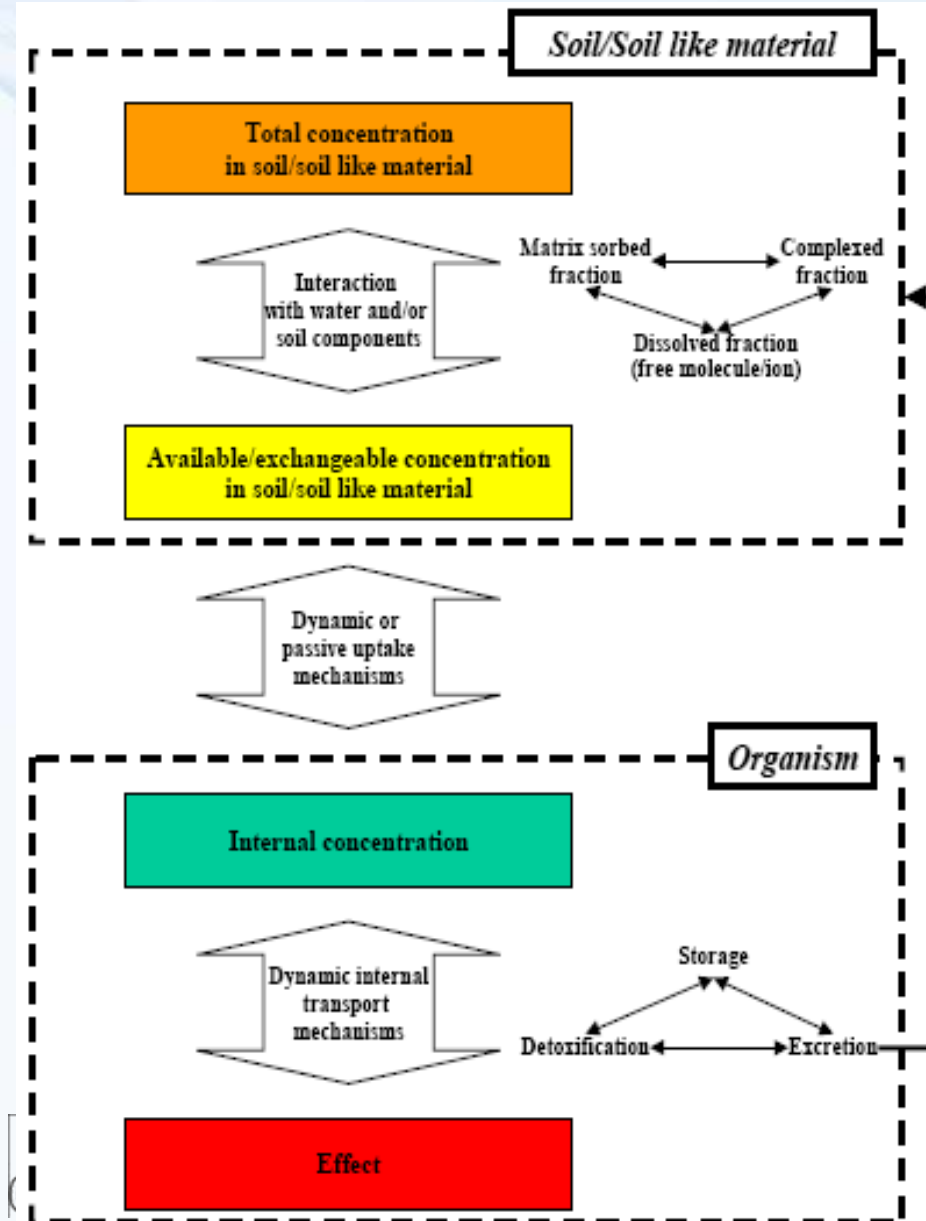 Soil/Soil like material
Total concentration
in soil/soil like material
Interaction
with water and/or
soil components
Matrix sorbed
fraction
Complexed
fraction
Dissolved fraction
(free molecule/ion)
Available/exchangeable concentration
in soil/soil like material
Dynamic or
passive uptake
mechanisms
Organism
Internal concentration
Dynamic internal
transport
mechanisms
Storage
Detoxification
Excretion
Effect